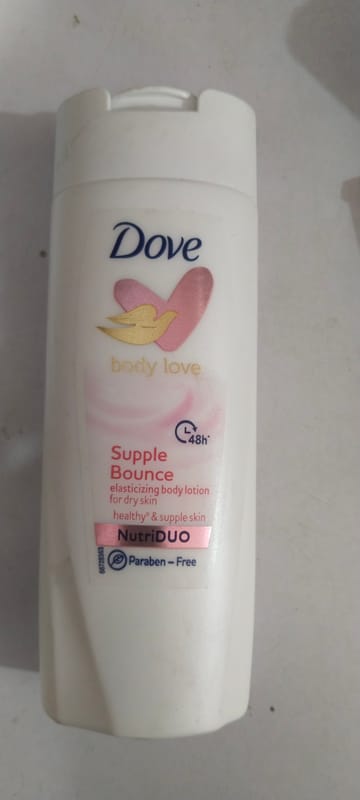 Dove
body love
48h*
Supple
Bounce
elasticizing body lotion
for dry skin
healthy° & supple skin
NutriDUO
Paraben – Free